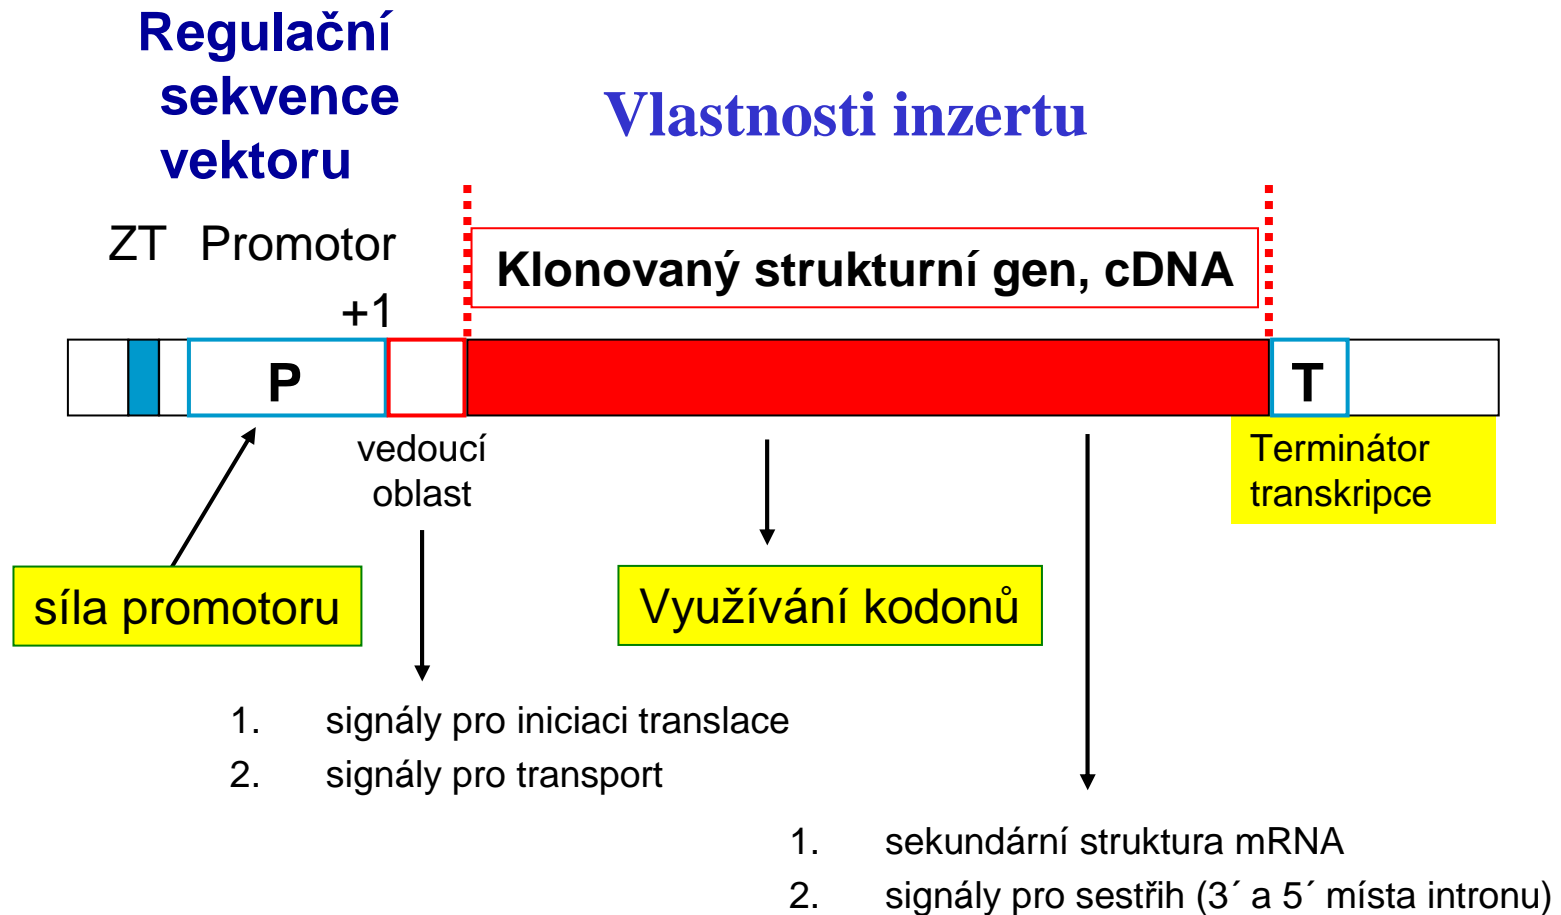 Regulační
sekvence
vektoru
Vlastnosti inzertu
ZT Promotor
+1
Klonovaný strukturní gen, cDNA
P
T
vedoucí
oblast
Terminátor
transkripce
síla promotoru
Využívání kodonů
1. signály pro iniciaci translace
2. signály pro transport
1. sekundární struktura mRNA
2. signály pro sestřih (3´ a 5´ místa intronu)